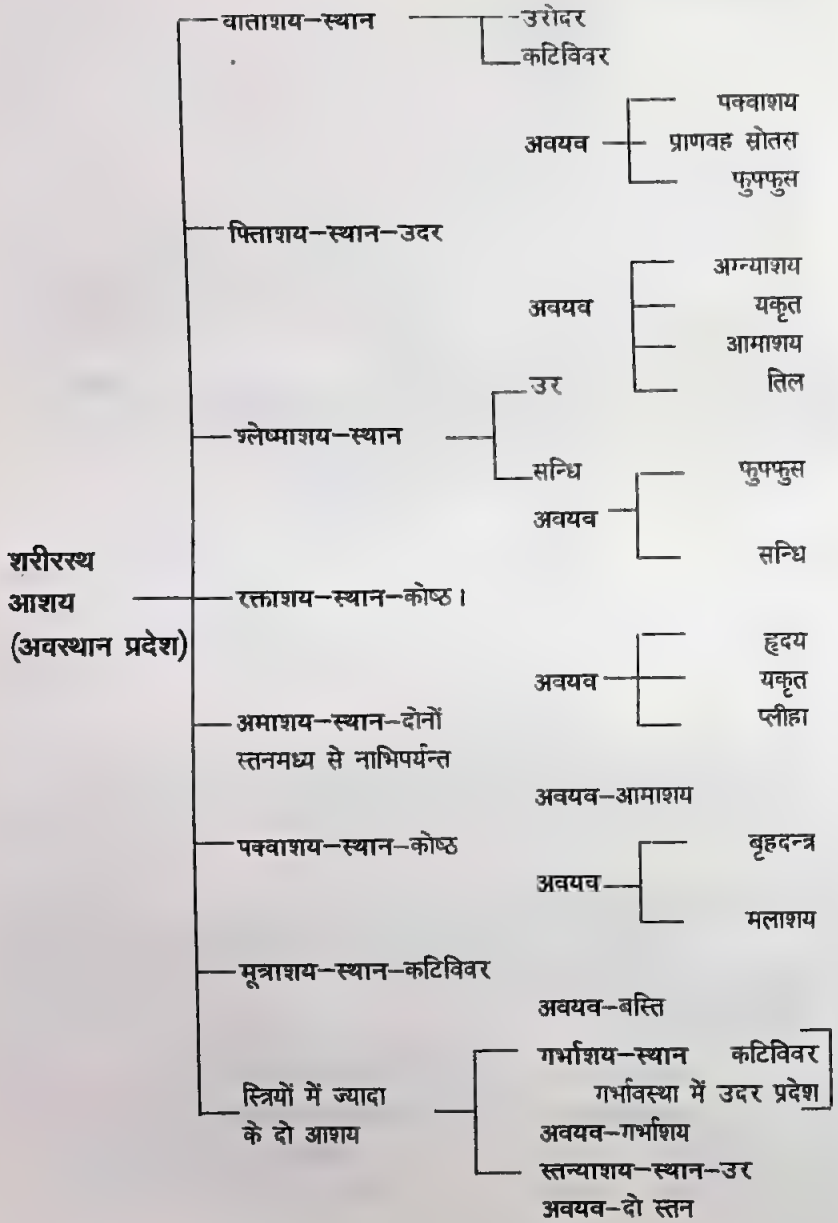 वाताशय-स्थान
-उरोदर
कटिविवर
अवयव
पक्वाशय
प्राणवह स्रोतस
फुफ्फुस
पित्ताशय-स्थान-उदर
अवयव
अग्न्याशय
यकृत
आमाशय
तिल
श्लेष्माशय-स्थान
उर
सन्धि
अवयव
फुफ्फुस
सन्धि
शरीरस्थ
आशय
(अवस्थान प्रदेश)
रक्ताशय-स्थान-कोष्ठ।
अवयव
हृदय
यकृत
प्लीहा
अमाशय-स्थान-दोनों
स्तनमध्य से नाभिपर्यन्त
अवयव-आमाशय
पक्वाशय-स्थान-कोष्ठ
अवयव
बृहदन्त्र
मलाशय
मूत्राशय-स्थान-कटिविवर
अवयव-बस्ति
स्त्रियों में ज्यादा
के दो आशय
गर्भाशय-स्थान कटिविवर
गर्भावस्था में उदर प्रदेश
अवयव-गर्भाशय
स्तन्याशय-स्थान-उर
अवयव-दो स्तन